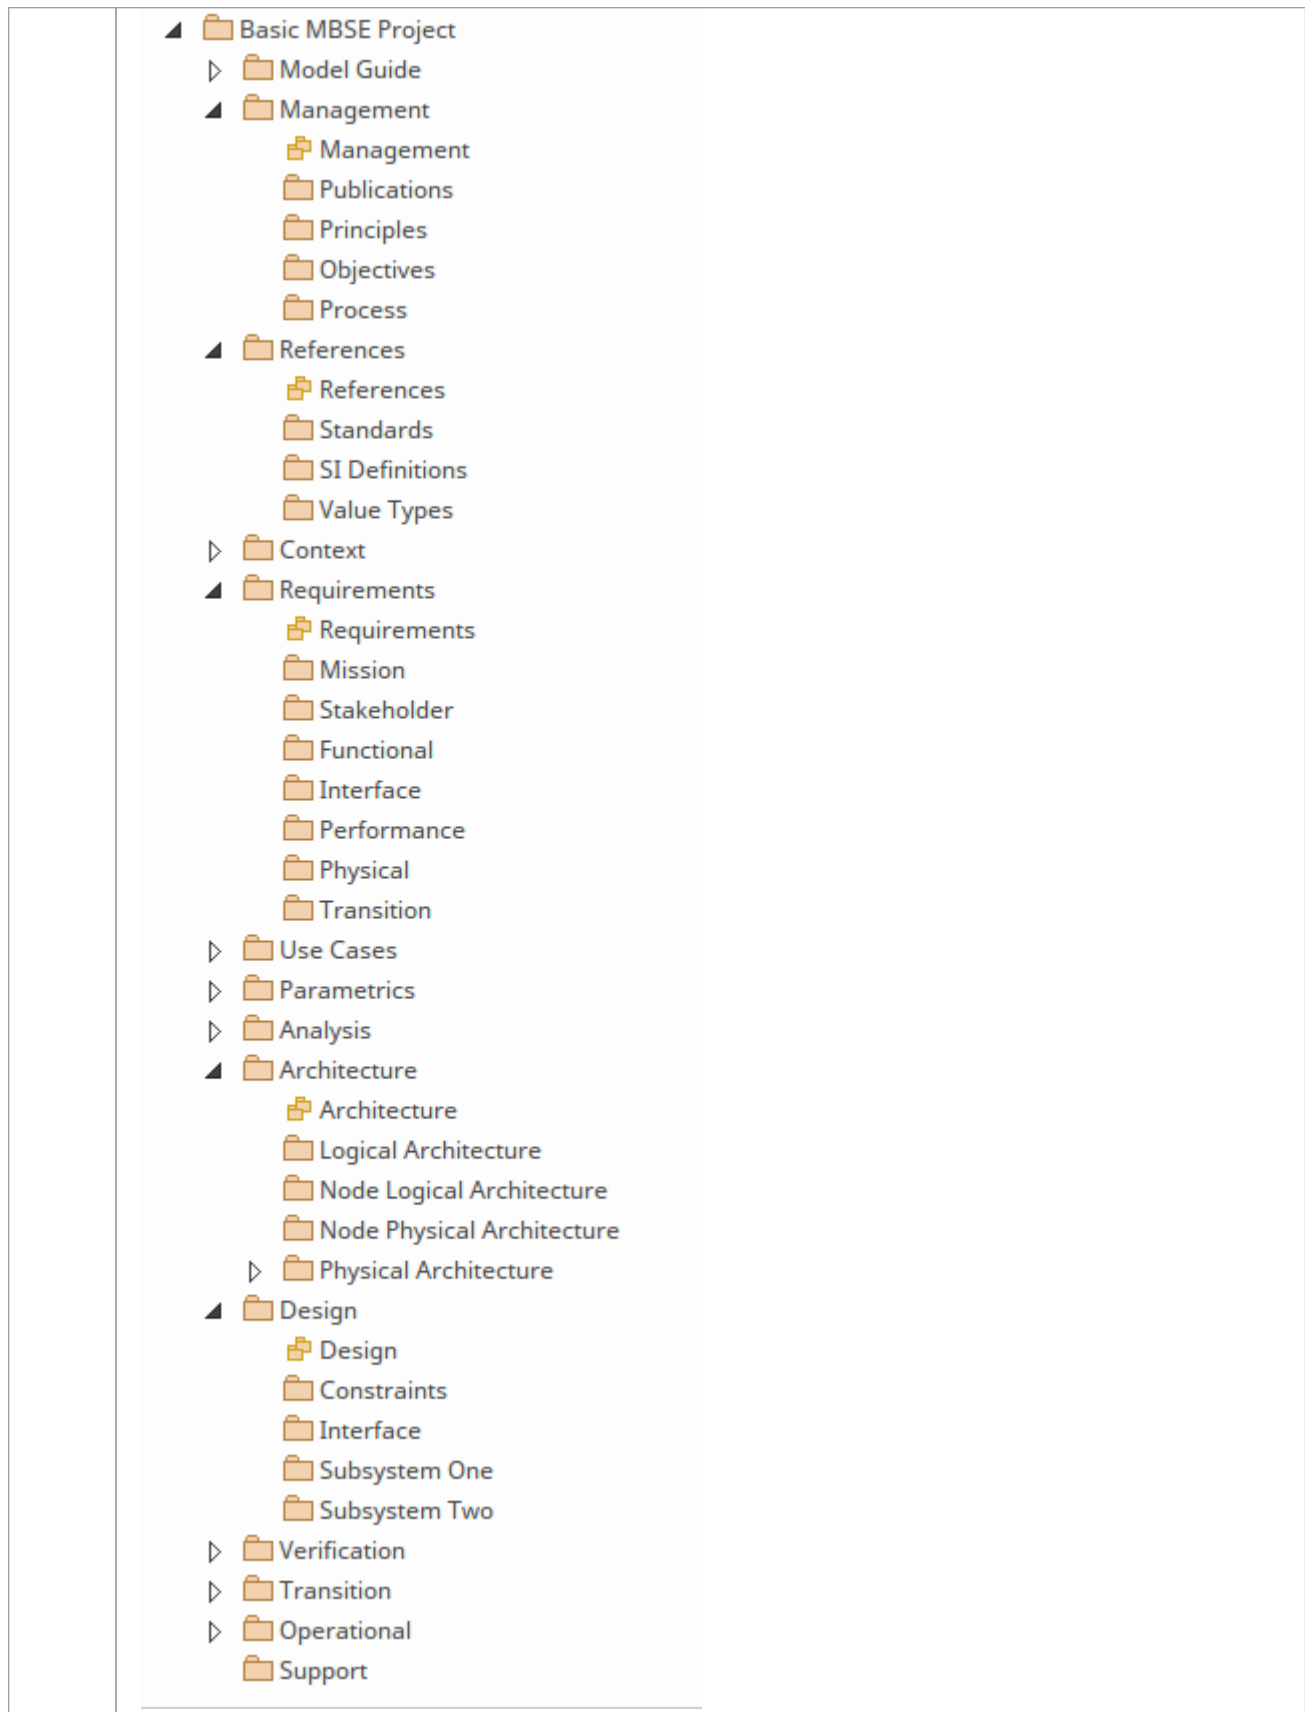 Basic MBSE Project
Model Guide
Management
Management
Publications
Principles
Objectives
Process
References
References
Standards
SI Definitions
Value Types
Context
Requirements
Requirements
Mission
Stakeholder
Functional
Interface
Performance
Physical
Transition
Use Cases
Parametrics
Analysis
Architecture
Architecture
Logical Architecture
Node Logical Architecture
Node Physical Architecture
Physical Architecture
Design
Design
Constraints
Interface
Subsystem One
Subsystem Two
Verification
Transition
Operational
Support